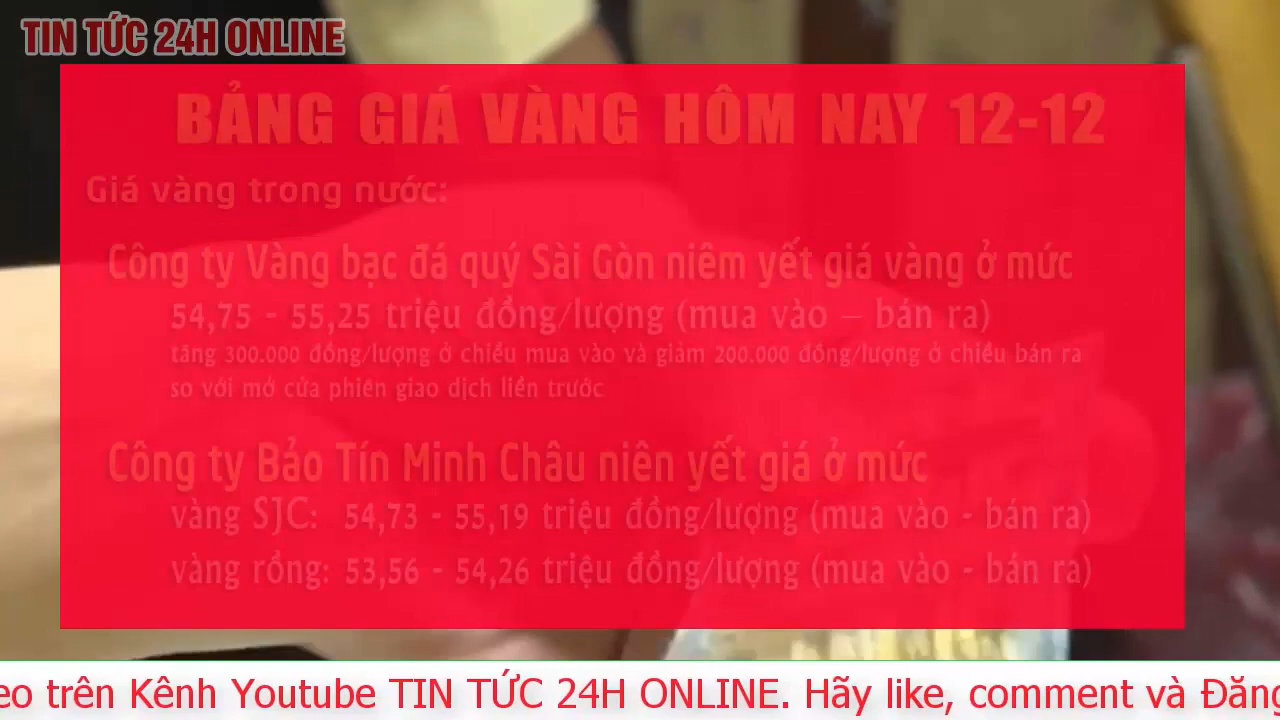 TIN TỨC 24H ONLINE
BẢNG GIÁ VÀNG HÔM NAY 12-12
Giá vàng trong nước:
Công ty Vàng bạc đá quý Sài Gòn niêm yết giá vàng ở mức
54,75 - 55,25 triệu đồng/lượng (mua vào – bán ra)
tăng 300.000 đồng/lượng ở chiều mua vào và giảm 200.000 đồng/lượng ở chiều bán ra
so với mở cửa phiên giao dịch liền trước
Công ty Bảo Tín Minh Châu niên yết giá ở mức
vàng SJC: 54,73 - 55,19 triệu đồng/lượng (mua vào - bán ra)
vàng rồng: 53,56 - 54,26 triệu đồng/lượng (mua vào - bán ra)
eo trên Kênh Youtube TIN TỨC 24H ONLINE. Hãy like, comment và Đăng